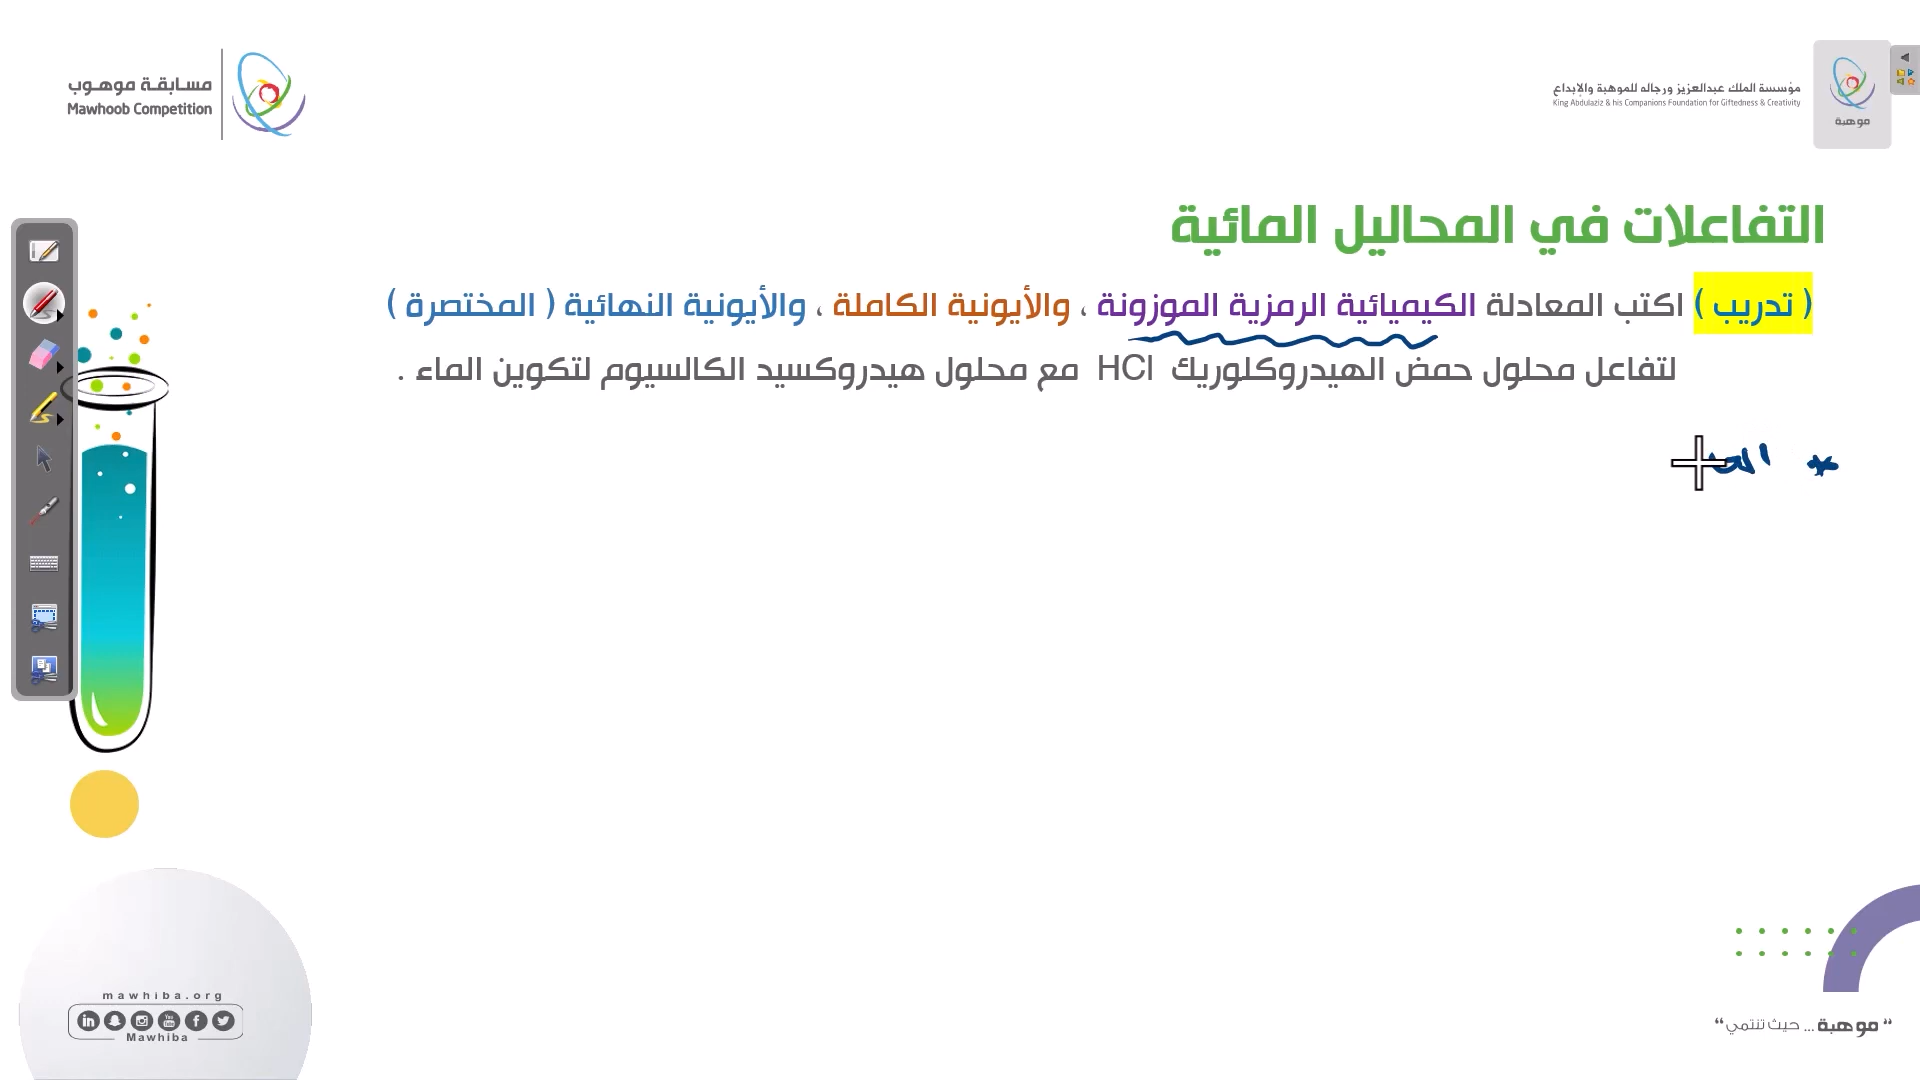 مسابقة موهوب
Mawhoob Competition
مؤسسة الملك عبدالعزيز ورجاله للموهبة والإبداع
King Abdulaziz & his Companions Foundation for Giftedness & Creativity
موهبة
التفاعلات في المحاليل المائية
( تدريب ) اكتب المعادلة الكيميائية الرمزية الموزونة ، والأيونية الكاملة ، والأيونية النهائية ( المختصرة )
لتفاعل محلول حمض الهيدروكلوريك HCl مع محلول هيدروكسيد الكالسيوم لتكوين الماء .
*
mawhiba.org
Mawhiba
” موهبة ... حيث تنتمي “